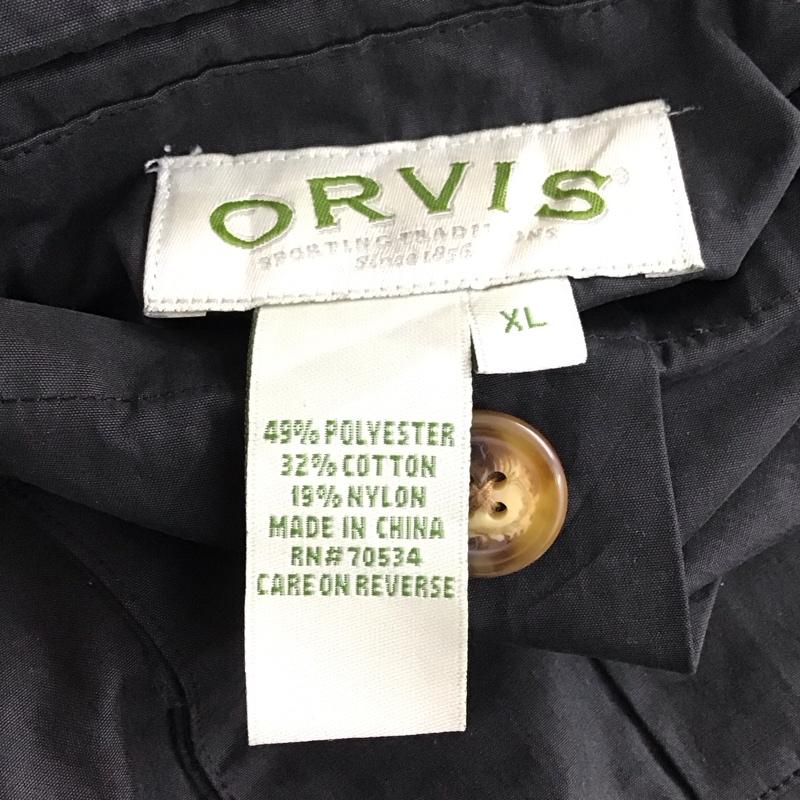 ORVIS®
SPORTING TRADITIONS
Since 1856
XL
49% POLYESTER
32% COTTON
19% NYLON
MADE IN CHINA
RN# 70534
CARE ON REVERSE